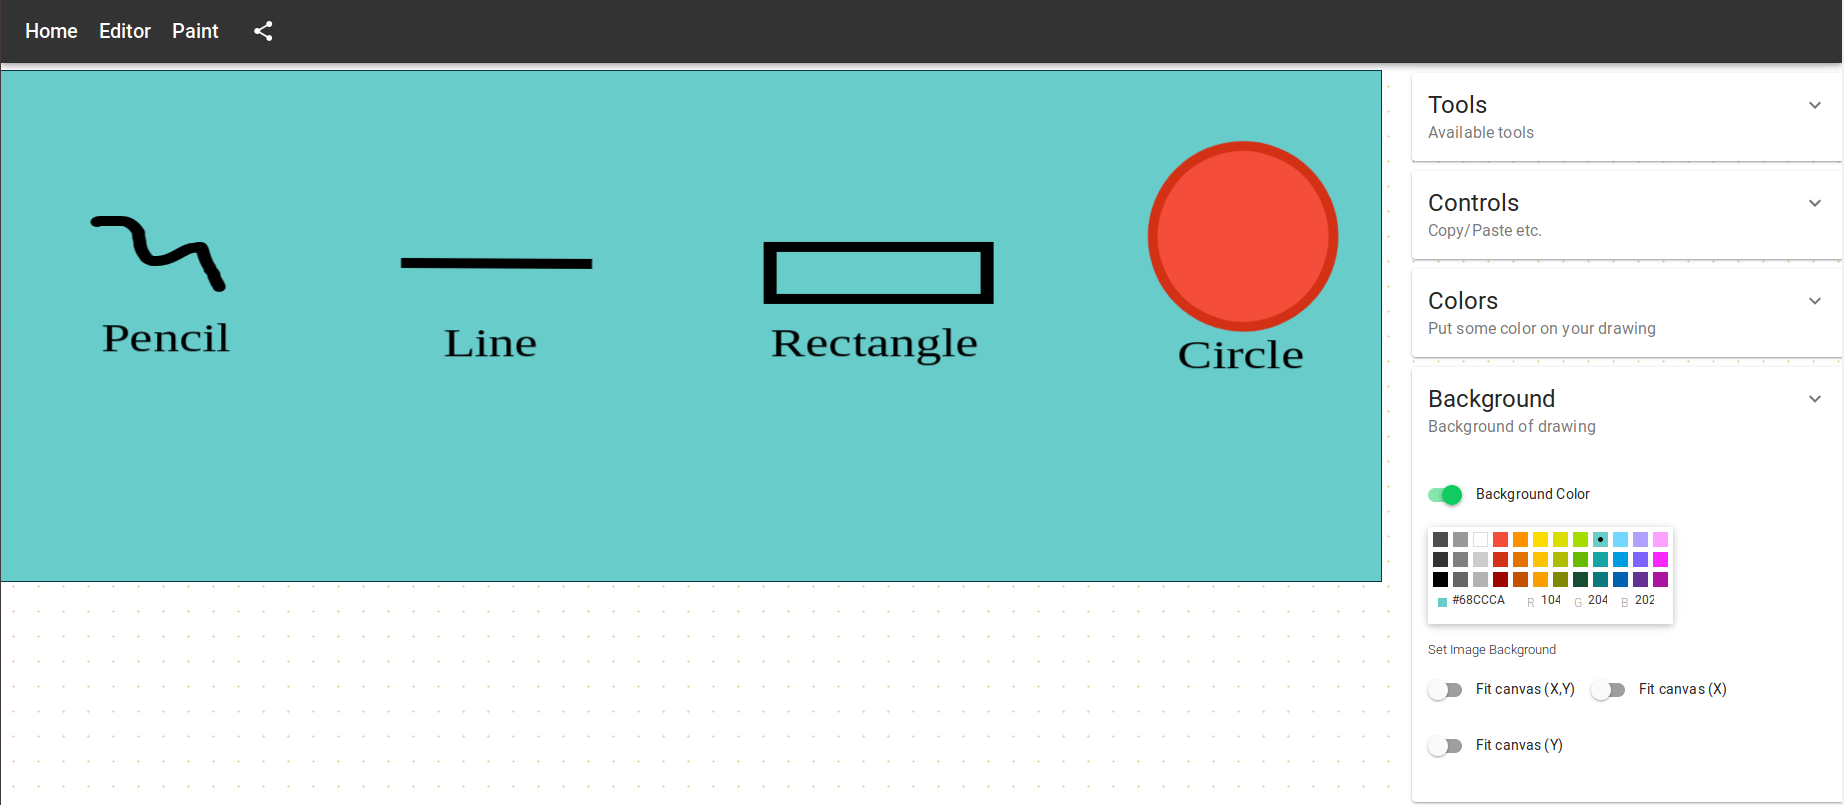 Home Editor Paint
Pencil
Line
Rectangle
Circle
Tools
Available tools
Controls
Copy/Paste etc.
Colors
Put some color on your drawing
Background
Background of drawing
Background Color
#68CCCA R 104 G 204 B 202
Set Image Background
Fit canvas (X,Y) Fit canvas (X)
Fit canvas (Y)